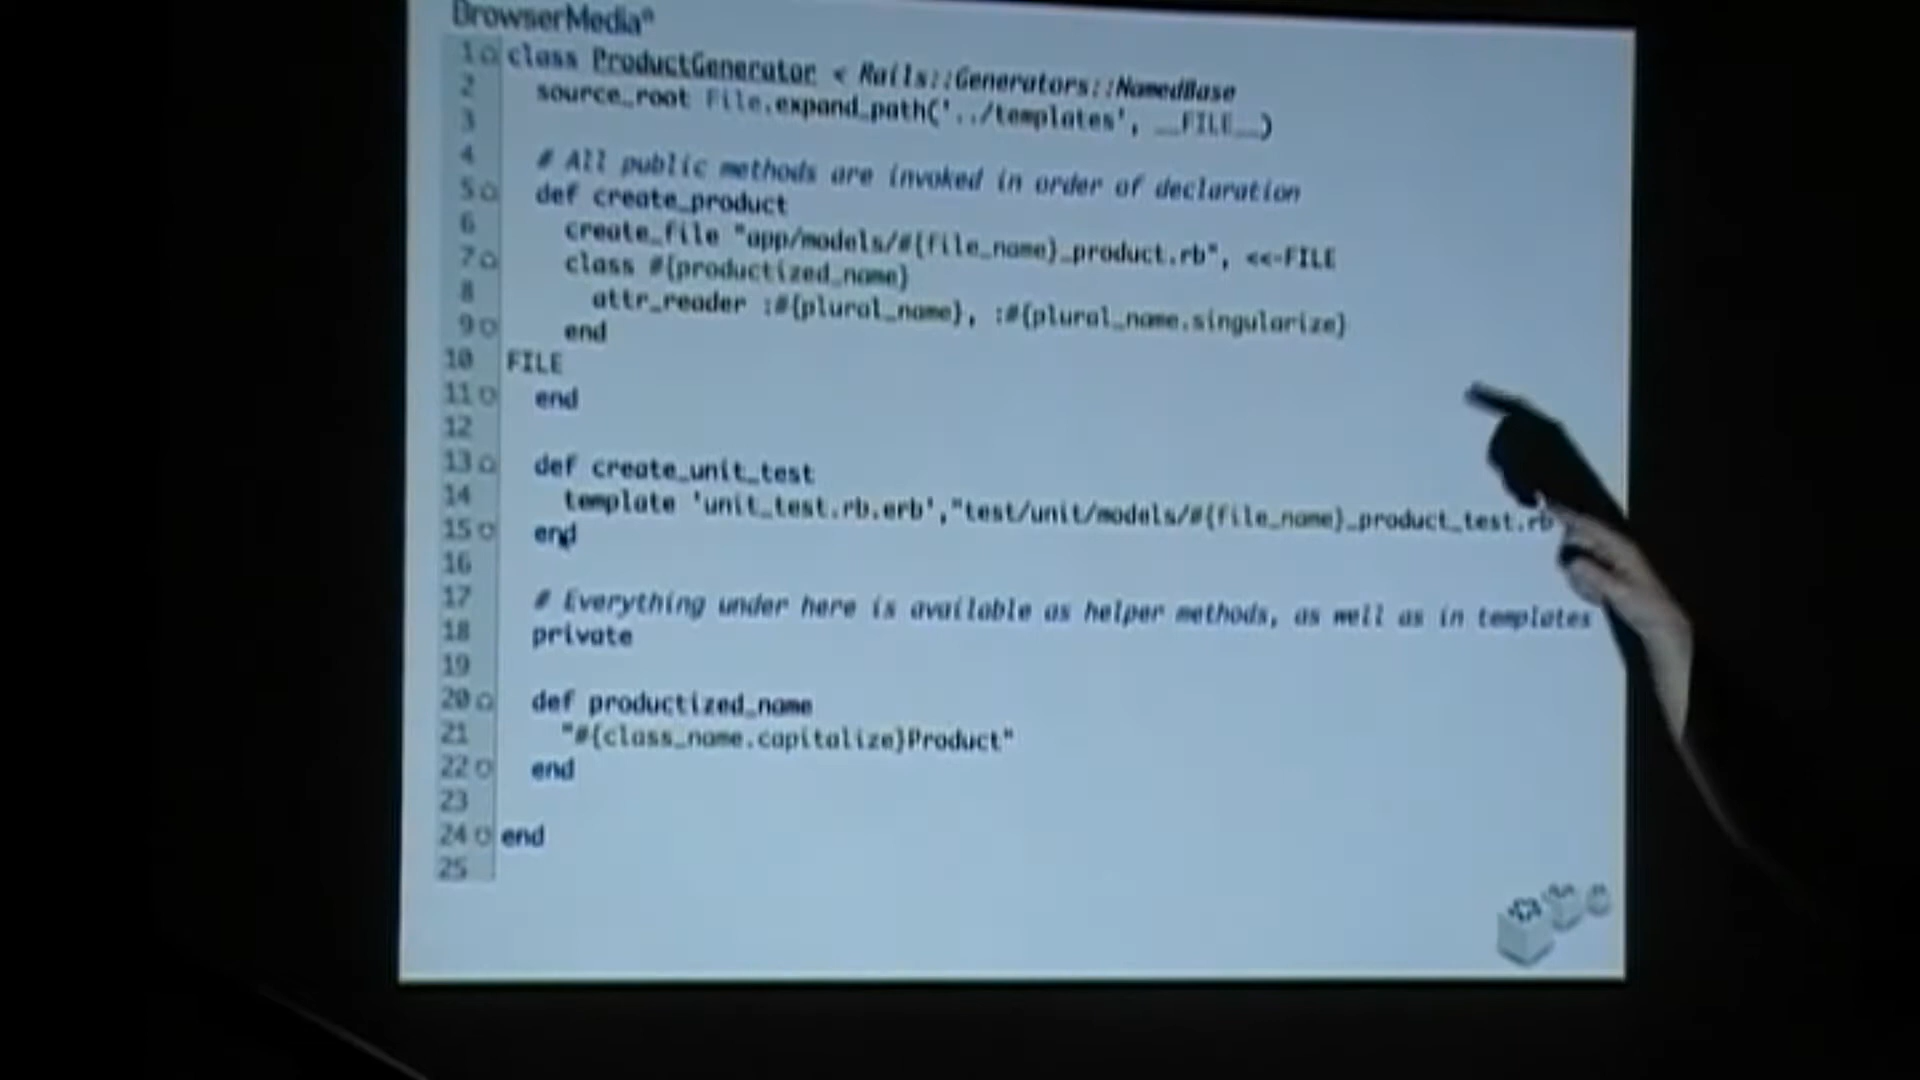 BrowserMedia
1 class ProductGenerator < Rails::Generators::NamedBase
2   source_root File.expand_path('../templates', __FILE__)
3
4   # All public methods are invoked in order of declaration
5   def create_product
6     create_file "app/models/#{file_name}_product.rb", <<-FILE
7     class #{productized_name}
8       attr_reader :#{plural_name}, :#{plural_name.singularize}
9     end
10 FILE
11   end
12
13   def create_unit_test
14     template 'unit_test.rb.erb',"test/unit/models/#{file_name}_product_test.rb
15   end
16
17   # Everything under here is available as helper methods, as well as in templates
18   private
19
20   def productized_name
21     "#{class_name.capitalize}Product"
22   end
23
24 end
25